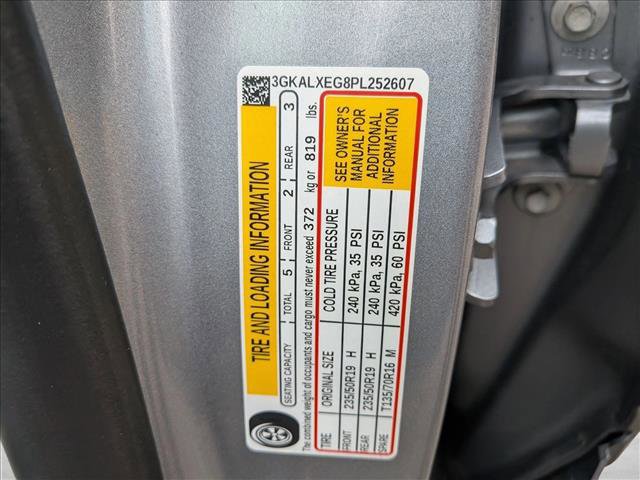 3GKALXEG8PL252607
TIRE AND LOADING INFORMATION
SEATING CAPACITY TOTAL 5 FRONT 2 REAR 3
The combined weight of occupants and cargo must never exceed 372 kg or 819 lbs.
TIRE ORIGINAL SIZE COLD TIRE PRESSURE
FRONT 235/50R19 H 240 kPa, 35 PSI
REAR 235/50R19 H 240 kPa, 35 PSI
SPARE T135/70R16 M 420 kPa, 60 PSI
SEE OWNER'S
MANUAL FOR
ADDITIONAL
INFORMATION